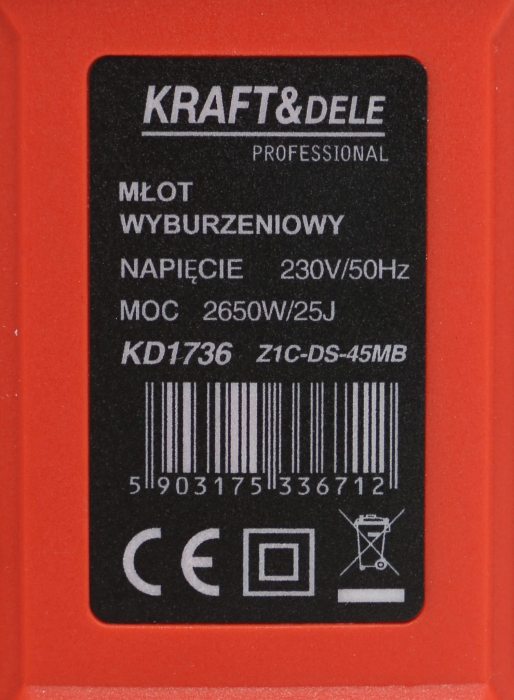 KRAFT&DELE
PROFESSIONAL
MŁOT
WYBURZENIOWY
NAPIĘCIE 230V/50Hz
MOC 2650W/25J
KD1736 Z1C-DS-45MB
5 903175 336712
CE